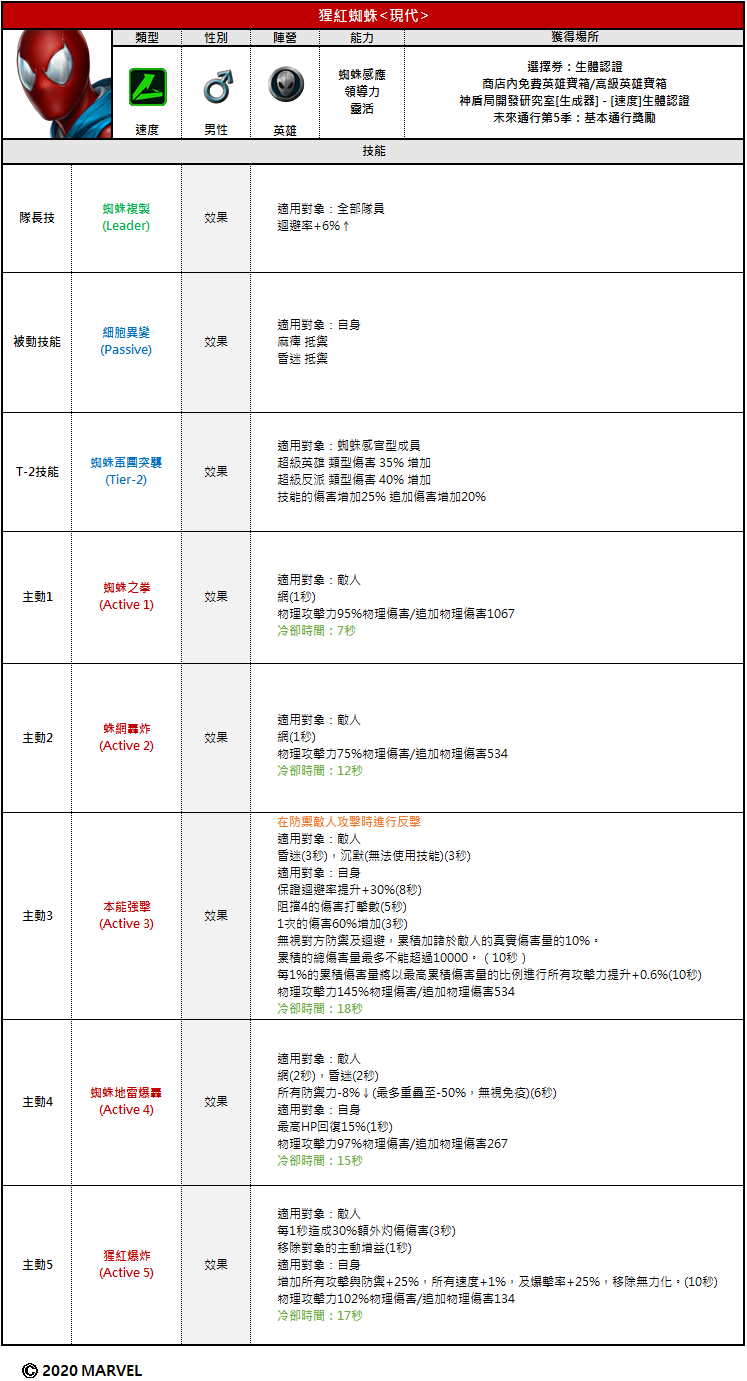 猩紅蜘蛛<現代>
類型 性別 陣營 能力 獲得場所
速度 男性 英雄
蜘蛛感應
領導力
靈活
選擇券：生體認證
商店內免費英雄寶箱/高級英雄寶箱
神盾局開發研究室[生成器] - [速度]生體認證
未來通行第5季：基本通行獎勵
技能
隊長技
蜘蛛複製
(Leader)
效果
適用對象：全部隊員
迴避率+6%↑
被動技能
細胞異變
(Passive)
效果
適用對象：自身
麻痺 抵禦
昏迷 抵禦
T-2技能
蜘蛛軍團突襲
(Tier-2)
效果
適用對象：蜘蛛感官型成員
超級英雄 類型傷害 35% 增加
超級反派 類型傷害 40% 增加
技能的傷害增加25% 追加傷害增加20%
主動1
蜘蛛之拳
(Active 1)
效果
適用對象：敵人
網(1秒)
物理攻擊力95%物理傷害/追加物理傷害1067
冷卻時間：7秒
主動2
蛛網轟炸
(Active 2)
效果
適用對象：敵人
網(1秒)
物理攻擊力75%物理傷害/追加物理傷害534
冷卻時間：12秒
主動3
本能強擊
(Active 3)
效果
在防禦敵人攻擊時進行反擊
適用對象：敵人
昏迷(3秒)，沉默(無法使用技能)(3秒)
適用對象：自身
保證迴避率提升+30%(8秒)
阻擋4的傷害打擊數(5秒)
1次的傷害60%增加(3秒)
無視對方防禦及迴避，累積加諸於敵人的真實傷害量的10%。
累積的總傷害量最多不能超過10000。（ 10秒 ）
每1%的累積傷害量將以最高累積傷害量的比例進行所有攻擊力提升+0.6%(10秒)
物理攻擊力145%物理傷害/追加物理傷害534
冷卻時間：18秒
主動4
蜘蛛地雷爆轟
(Active 4)
效果
適用對象：敵人
網(2秒)，昏迷(2秒)
所有防禦力-8%↓(最多重疊至-50%，無視免疫)(6秒)
適用對象：自身
最高HP回復15%(1秒)
物理攻擊力97%物理傷害/追加物理傷害267
冷卻時間：15秒
主動5
猩紅爆炸
(Active 5)
效果
適用對象：敵人
每1秒造成30%額外灼傷傷害(3秒)
移除對象的主動增益(1秒)
適用對象：自身
增加所有攻擊與防禦+25%，所有速度+1%，及爆擊率+25%，移除無力化。(10秒)
物理攻擊力102%物理傷害/追加物理傷害134
冷卻時間：17秒
© 2020 MARVEL